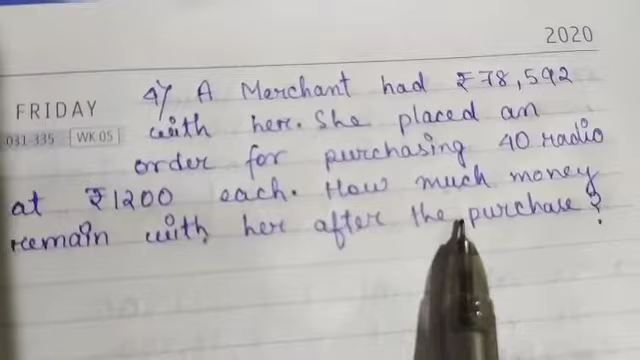 2020
FRIDAY
031-335 WK 05
4) A Merchant had ₹78,592
with her. She placed an
order for purchasing 40 radio
at ₹1200 each. How much money
remain with her after the purchase?